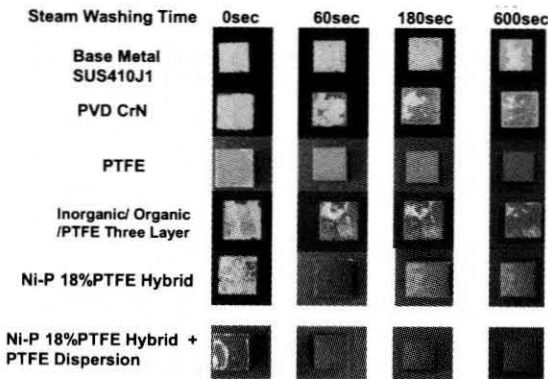 Steam Washing Time 0sec 60sec 180sec 600sec
Base Metal
SUS410J1
PVD CrN
PTFE
Inorganic/ Organic
/PTFE Three Layer
Ni-P 18%PTFE Hybrid
Ni-P 18%PTFE Hybrid +
PTFE Dispersion